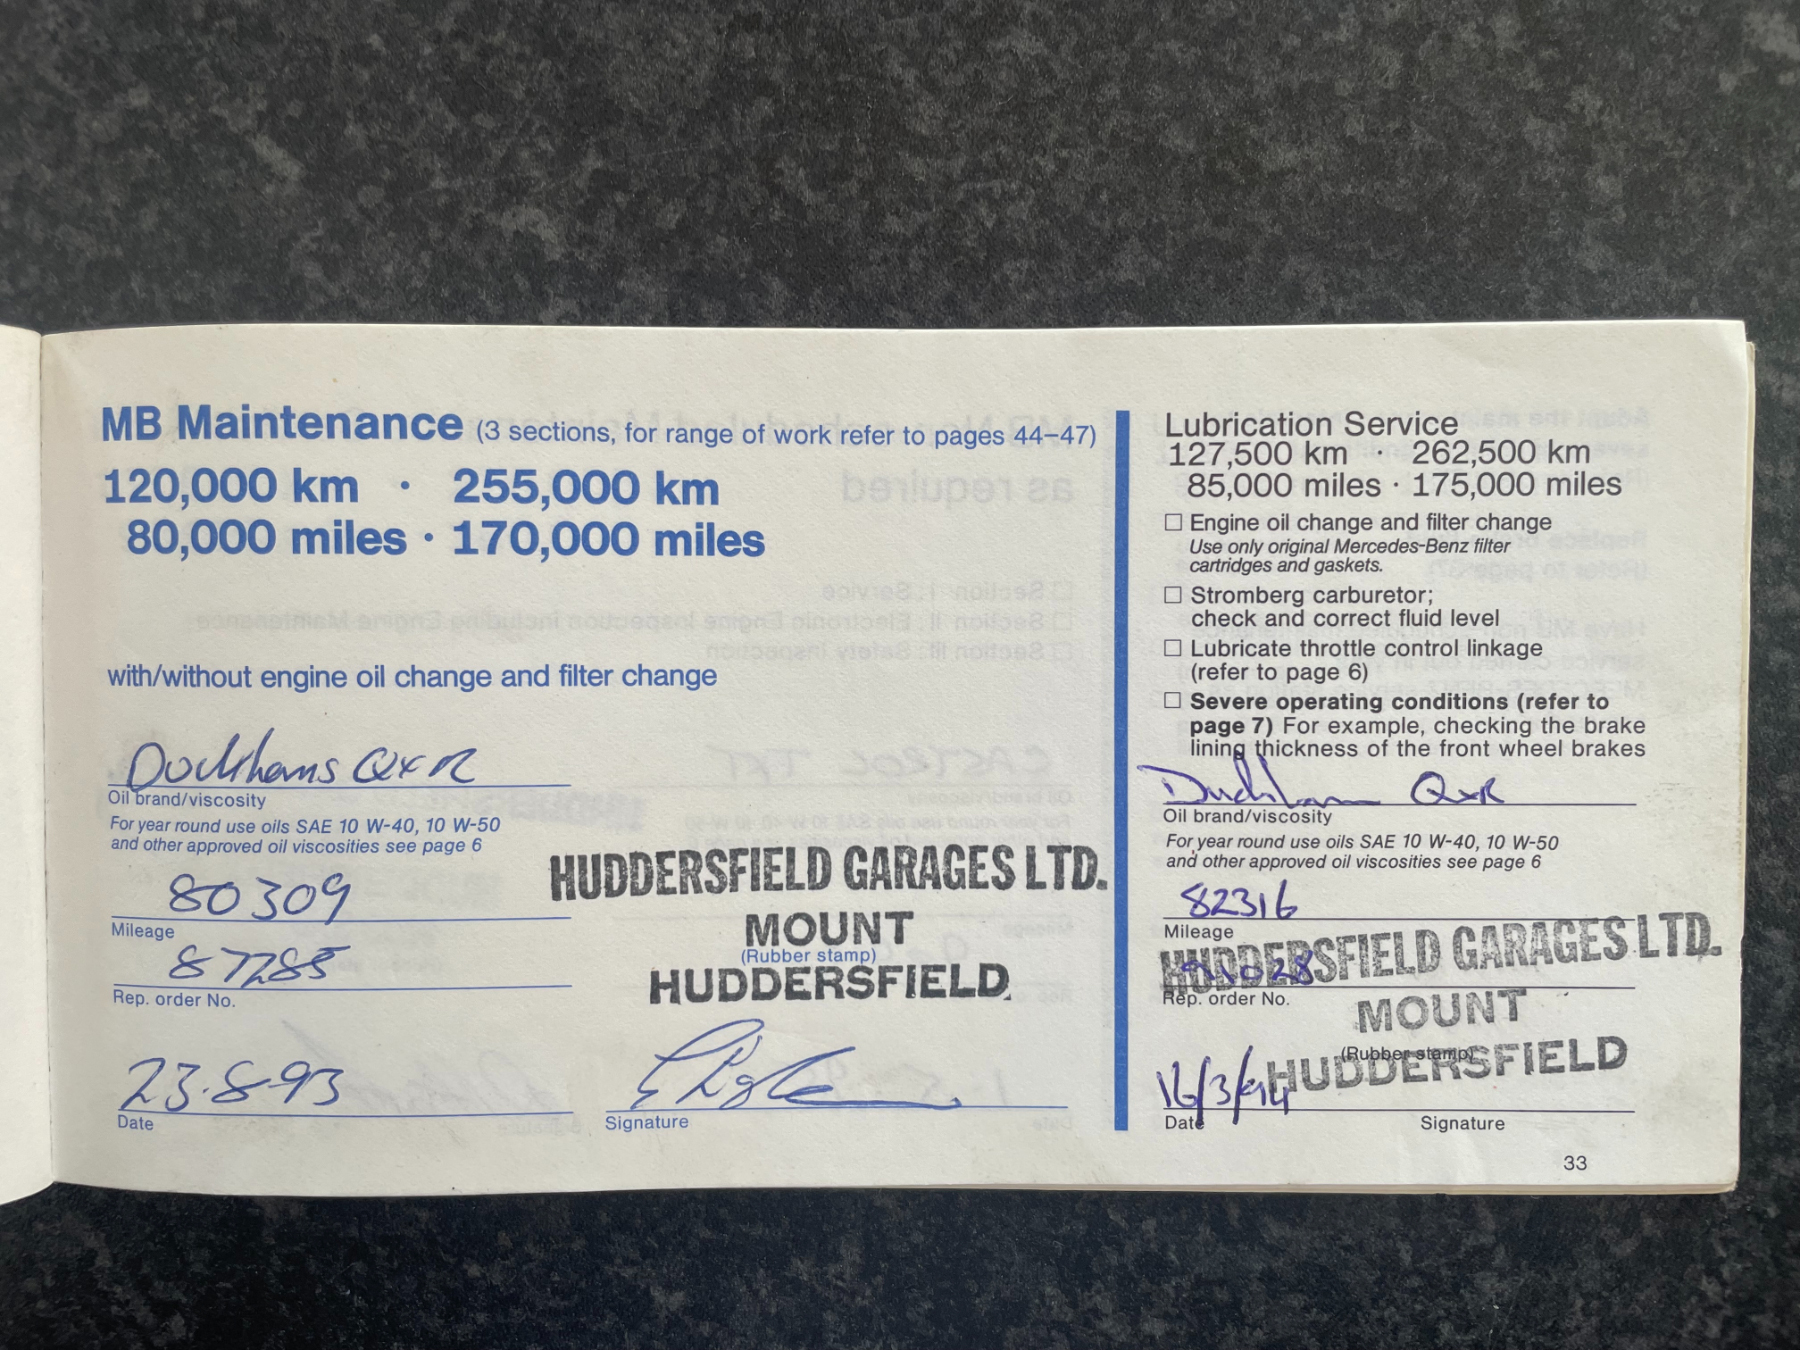 MB Maintenance (3 sections, for range of work refer to pages 44–47)
120,000 km · 255,000 km
80,000 miles · 170,000 miles
with/without engine oil change and filter change
Duckhams QXR
Oil brand/viscosity
For year round use oils SAE 10 W-40, 10 W-50
and other approved oil viscosities see page 6
80309
Mileage
87285
Rep. order No.
23.8.93
Date
HUDDERSFIELD GARAGES LTD.
MOUNT
(Rubber stamp)
HUDDERSFIELD.
Signature
Lubrication Service
127,500 km · 262,500 km
85,000 miles · 175,000 miles
☐ Engine oil change and filter change
Use only original Mercedes-Benz filter
cartridges and gaskets.
☐ Stromberg carburetor;
check and correct fluid level
☐ Lubricate throttle control linkage
(refer to page 6)
☐ Severe operating conditions (refer to
page 7) For example, checking the brake
lining thickness of the front wheel brakes
Duckhams QXR
Oil brand/viscosity
For year round use oils SAE 10 W-40, 10 W-50
and other approved oil viscosities see page 6
82316
Mileage
HUDDERSFIELD GARAGES LTD.
Rep. order No.
MOUNT
(Rubber stamp)
HUDDERSFIELD
16/3/94
Date
Signature
33